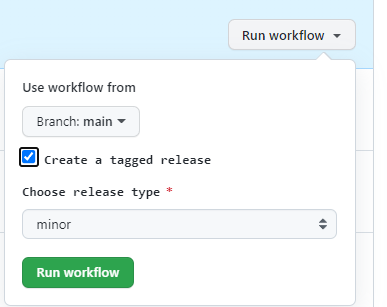 Run workflow
Use workflow from
Branch: main
Create a tagged release
Choose release type *
minor
Run workflow